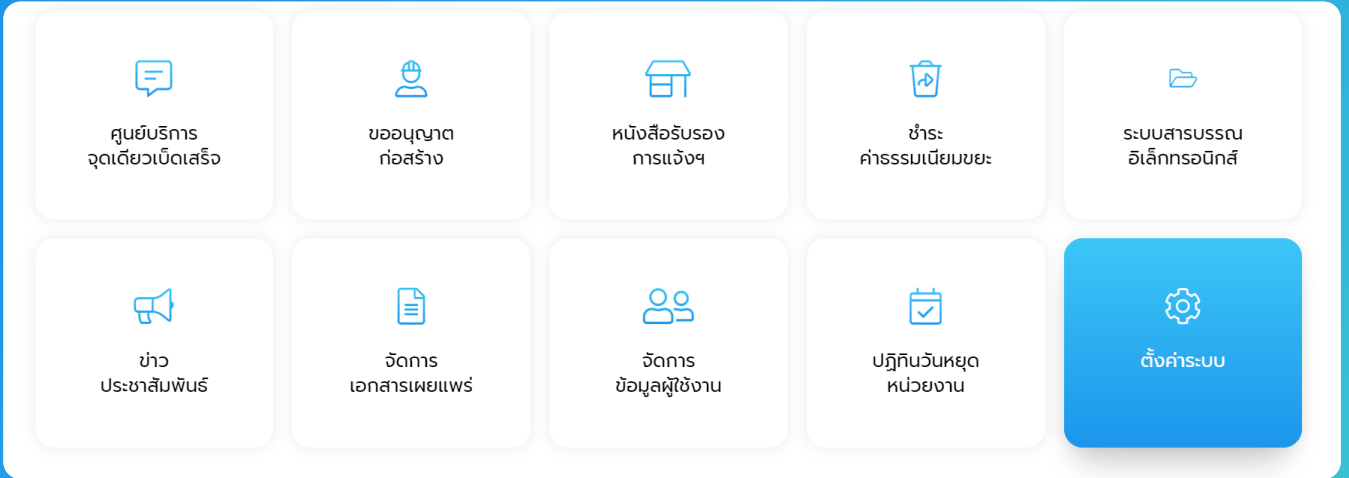 ศูนย์บริการ
จุดเดียวเบ็ดเสร็จ
ขออนุญาต
ก่อสร้าง
หนังสือรับรอง
การแจ้งฯ
ชำระ
ค่าธรรมเนียมขยะ
ระบบสารบรรณ
อิเล็กทรอนิกส์
ข่าว
ประชาสัมพันธ์
จัดการ
เอกสารเผยแพร่
จัดการ
ข้อมูลผู้ใช้งาน
ปฏิทินวันหยุด
หน่วยงาน
ตั้งค่าระบบ